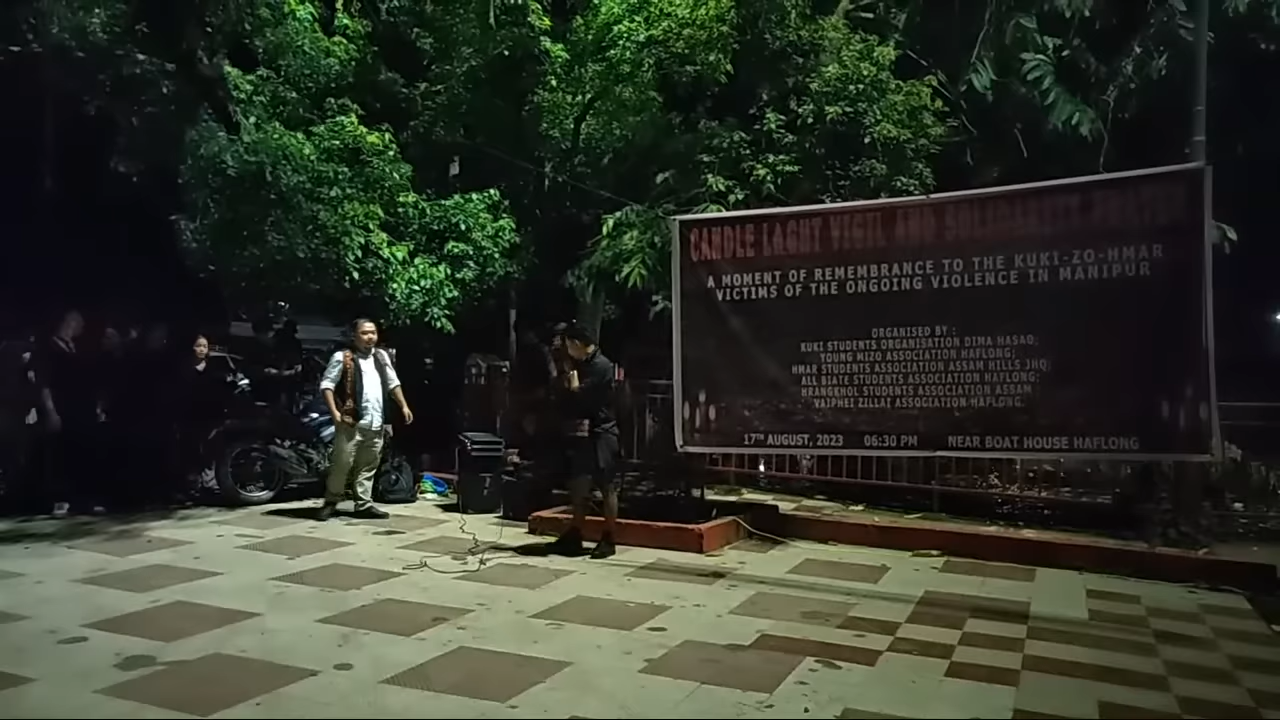 CANDLE LAGHT VIGIL AND SOLIDARITY
A MOMENT OF REMEMBRANCE TO THE KUKI-ZO-HMAR
VICTIMS OF THE ONGOING VIOLENCE IN MANIPUR
ORGANISED BY :
KUKI STUDENTS ORGANISATION DIMA HASAO;
YOUNG MIZO ASSOCIATION HAFLONG;
HMAR STUDENTS ASSOCIATION ASSAM HILLS JHQ;
ALL BIATE STUDENTS ASSOCIATION HAFLONG;
HRANGKHOL STUDENTS ASSOCIATION ASSAM
VAIPHEI ZILLAI ASSOCIATION HAFLONG.
17TH AUGUST, 2023 06:30 PM NEAR BOAT HOUSE HAFLONG